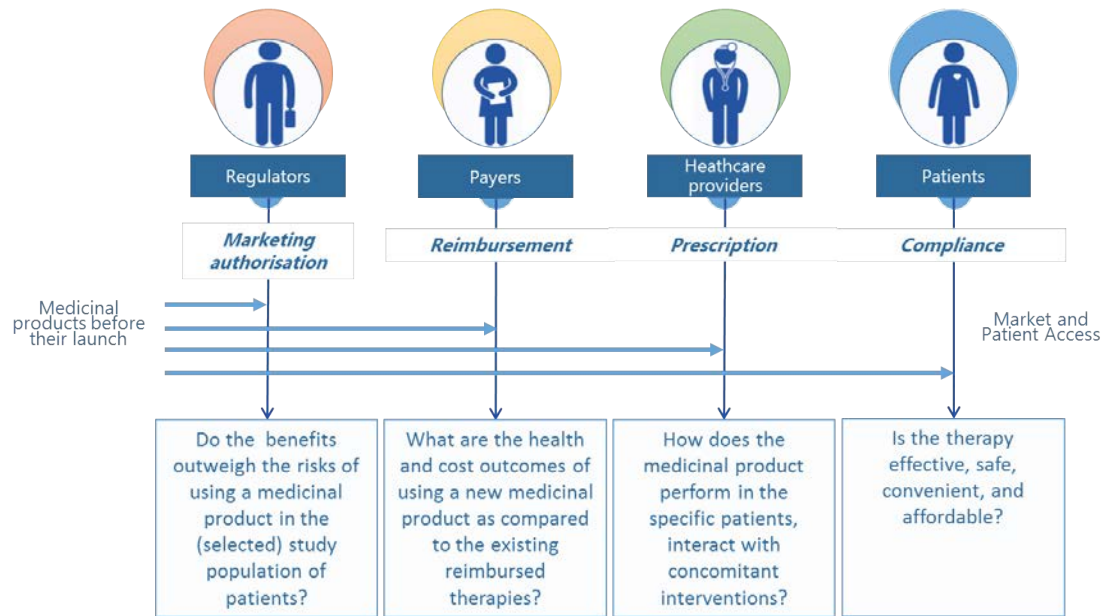 Regulators
Payers
Heathcare
providers
Patients
Marketing
authorisation
Reimbursement
Prescription
Compliance
Medicinal
products before
their launch
Market and
Patient Access
Do the benefits
outweigh the risks of
using a medicinal
product in the
(selected) study
population of
patients?
What are the health
and cost outcomes of
using a new medicinal
product as compared
to the existing
reimbursed
therapies?
How does the
medicinal product
perform in the
specific patients,
interact with
concomitant
interventions?
Is the therapy
effective, safe,
convenient, and
affordable?